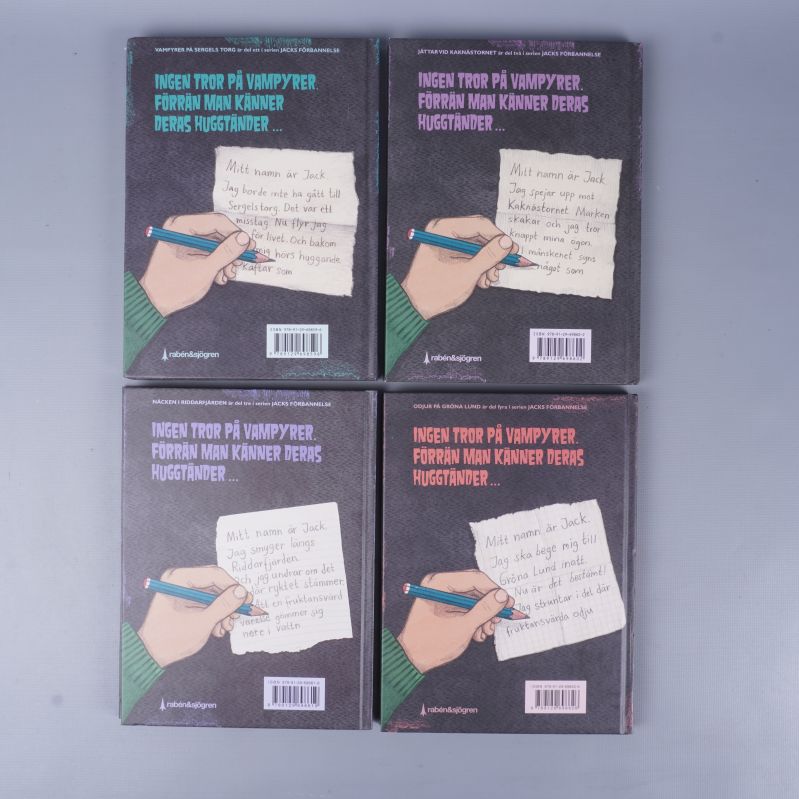 VAMPYRER PÅ SERGELS TORG är del ett i serien JACKS FÖRBANNELSE
INGEN TROR PÅ VAMPYRER.
FÖRRÄN MAN KÄNNER
DERAS HUGGTÄNDER ...
Mitt namn är Jack
Jag borde inte ha gått till
Sergels torg. Det var ett
misstag. Nu flyr jag
för livet. Och bakom
mig hörs huggande
käftar som
rabén&sjögren
JÄTTAR VID KAKNÄSTORNET är del två i serien JACKS FÖRBANNELSE
INGEN TROR PÅ VAMPYRER.
FÖRRÄN MAN KÄNNER DERAS
HUGGTÄNDER ...
Mitt namn är Jack
Jag spejar upp mot
Kaknästornet Marken
skakar och jag tror
knappt mina ögon.
I månskenet syns
något som
rabén&sjögren
NÄCKEN I RIDDARFJÄRDEN är del tre i serien JACKS FÖRBANNELSE
INGEN TROR PÅ VAMPYRER.
FÖRRÄN MAN KÄNNER DERAS
HUGGTÄNDER ...
Mitt namn är Jack.
Jag smyger längs
Riddarfjärden
och jag undrar om det
där ryktet stämmer.
Att en fruktansvärd
varelse gömmer sig
nere i vattn
rabén&sjögren
ODJUR PÅ GRÖNA LUND är del fyra i serien JACKS FÖRBANNELSE
INGEN TROR PÅ VAMPYRER.
FÖRRÄN MAN KÄNNER DERAS
HUGGTÄNDER ...
Mitt namn är Jack.
Jag ska bege mig till
Gröna Lund inatt
Nu är det bestämt!
Jag struntar i del där
fruktansvärda odju
rabén&sjögren